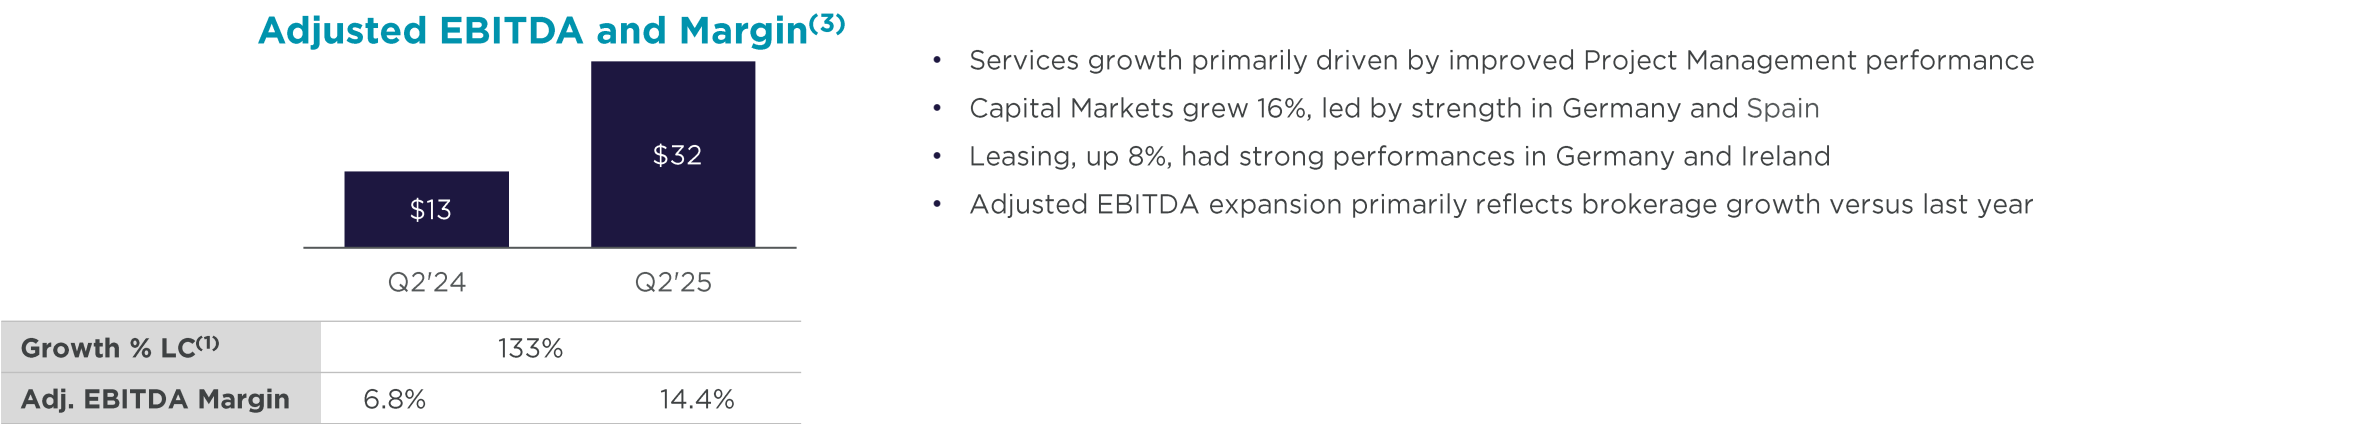 Adjusted EBITDA and Margin(3)
$13
$32
Q2'24
Q2'25
Growth % LC(1)
133%
Adj. EBITDA Margin
6.8%
14.4%
• Services growth primarily driven by improved Project Management performance
• Capital Markets grew 16%, led by strength in Germany and Spain
• Leasing, up 8%, had strong performances in Germany and Ireland
• Adjusted EBITDA expansion primarily reflects brokerage growth versus last year